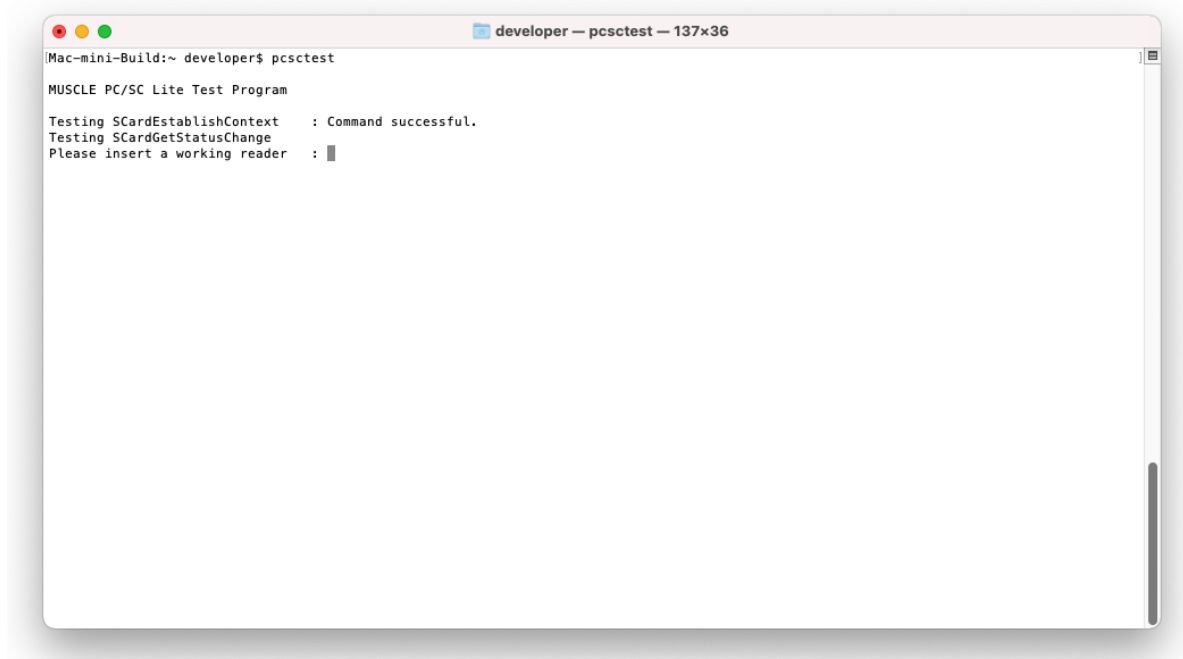 developer — pcsctest — 137×36
[Mac-mini-Build:~ developer$ pcsctest ]
MUSCLE PC/SC Lite Test Program
Testing SCardEstablishContext : Command successful.
Testing SCardGetStatusChange
Please insert a working reader :